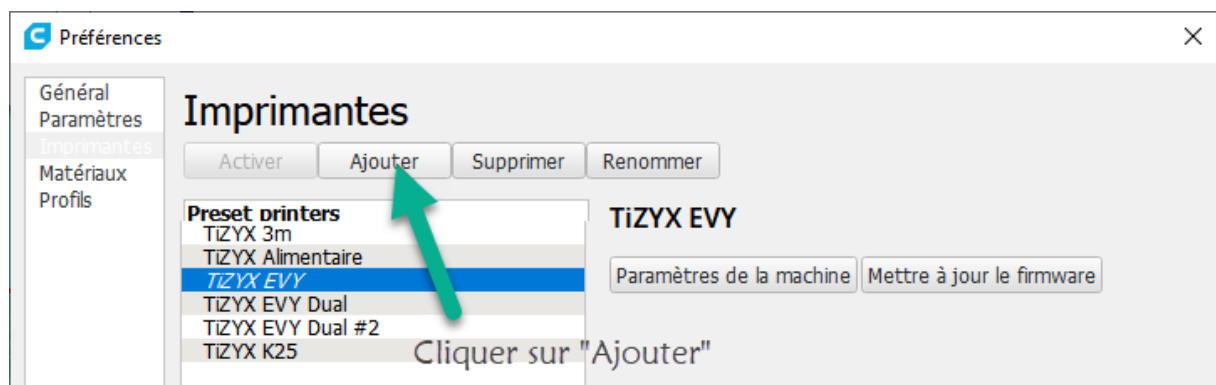 Préférences
Général
Paramètres
Imprimantes
Matériaux
Profils
Imprimantes
Activer Ajouter Supprimer Renommer
Preset printers
TiZYX 3m
TiZYX Alimentaire
TiZYX EVY
TiZYX EVY Dual
TiZYX EVY Dual #2
TiZYX K25
TiZYX EVY
Paramètres de la machine Mettre à jour le firmware
Cliquer sur "Ajouter"